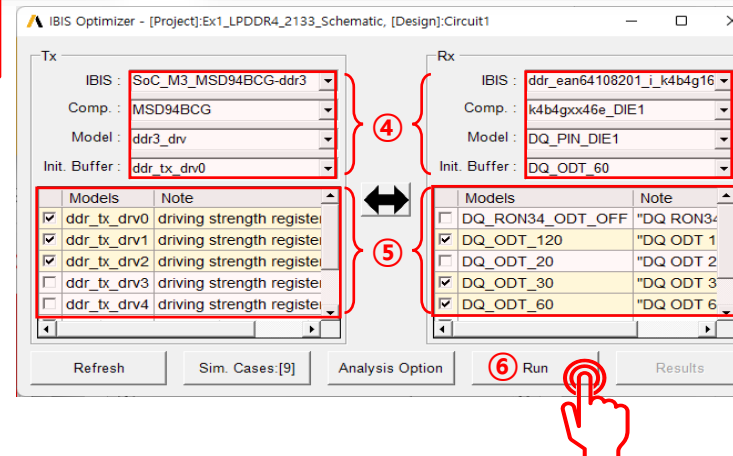 IBIS Optimizer - [Project]:Ex1_LPDDR4_2133_Schematic, [Design]:Circuit1
Tx
IBIS : SoC_M3_MSD94BCG-ddr3
Comp. : MSD94BCG
Model : ddr3_drv
Init. Buffer : ddr_tx_drv0
④
Models Note
ddr_tx_drv0 driving strength register
ddr_tx_drv1 driving strength register
ddr_tx_drv2 driving strength register
ddr_tx_drv3 driving strength register
ddr_tx_drv4 driving strength register
⑤
Rx
IBIS : ddr_ean64108201_i_k4b4g16
Comp. : k4b4gxx46e_DIE1
Model : DQ_PIN_DIE1
Init. Buffer : DQ_ODT_60
Models Note
DQ_RON34_ODT_OFF "DQ RON34
DQ_ODT_120 "DQ ODT 1
DQ_ODT_20 "DQ ODT 2
DQ_ODT_30 "DQ ODT 3
DQ_ODT_60 "DQ ODT 6
Refresh Sim. Cases:[9] Analysis Option ⑥ Run Results